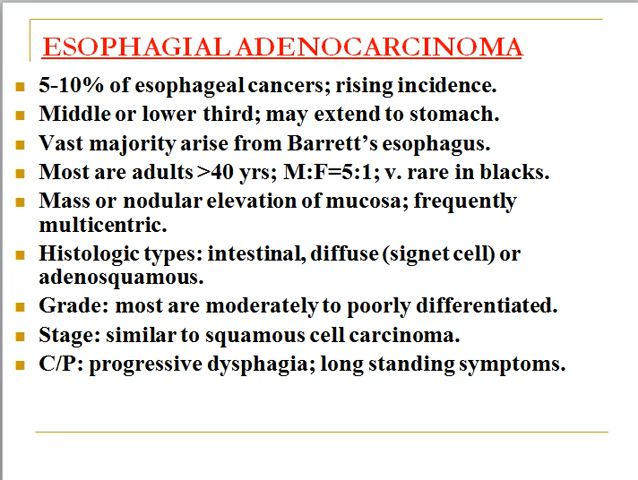 ESOPHAGIAL ADENOCARCINOMA
5-10% of esophageal cancers; rising incidence.
Middle or lower third; may extend to stomach.
Vast majority arise from Barrett’s esophagus.
Most are adults >40 yrs; M:F=5:1; v. rare in blacks.
Mass or nodular elevation of mucosa; frequently
multicentric.
Histologic types: intestinal, diffuse (signet cell) or
adenosquamous.
Grade: most are moderately to poorly differentiated.
Stage: similar to squamous cell carcinoma.
C/P: progressive dysphagia; long standing symptoms.